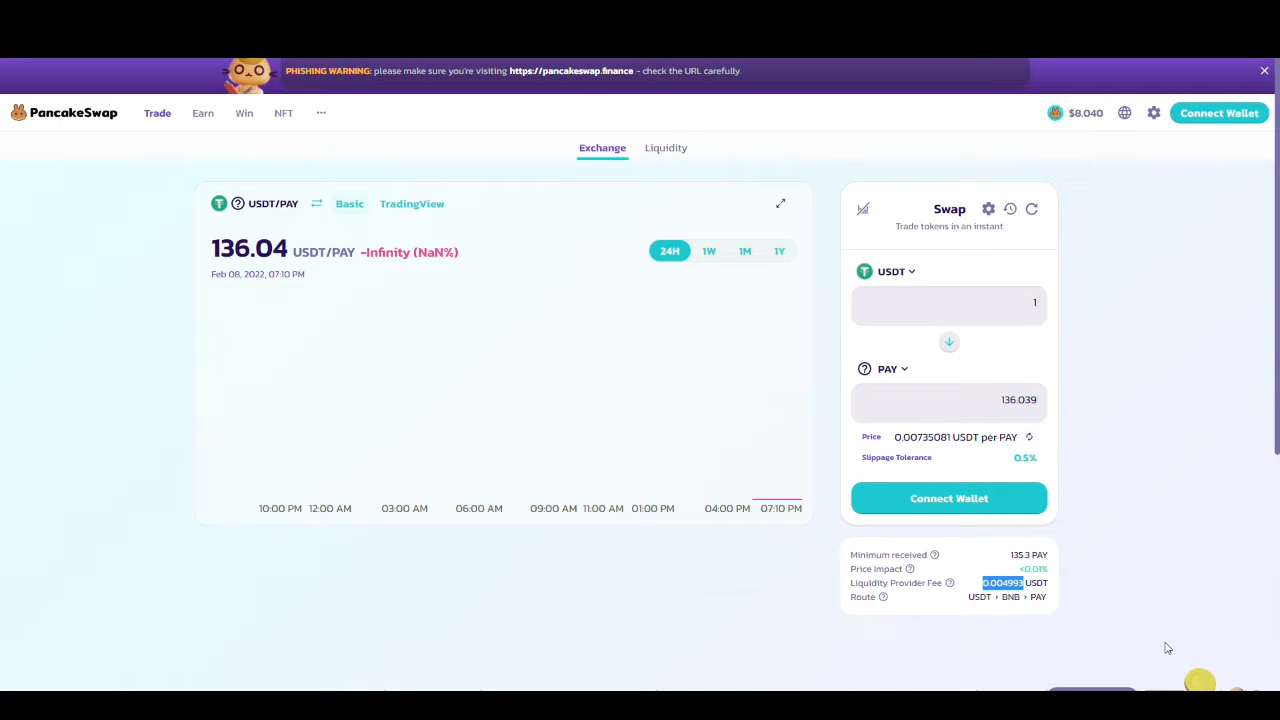 PHISHING WARNING: please make sure you're visiting https://pancakeswap.finance - check the URL carefully.
PancakeSwap Trade Earn Win NFT ··· $8.040 Connect Wallet
Exchange Liquidity
USDT/PAY Basic TradingView
136.04 USDT/PAY -Infinity (NaN%)
Feb 08, 2022, 07:10 PM
24H 1W 1M 1Y
10:00 PM 12:00 AM 03:00 AM 06:00 AM 09:00 AM 11:00 AM 01:00 PM 04:00 PM 07:10 PM
Swap
Trade tokens in an instant
USDT
1
PAY
136.039
Price 0.00735081 USDT per PAY
Slippage Tolerance 0.5%
Connect Wallet
Minimum received 135.3 PAY
Price Impact <0.01%
Liquidity Provider Fee 0.004993 USDT
Route USDT › BNB › PAY